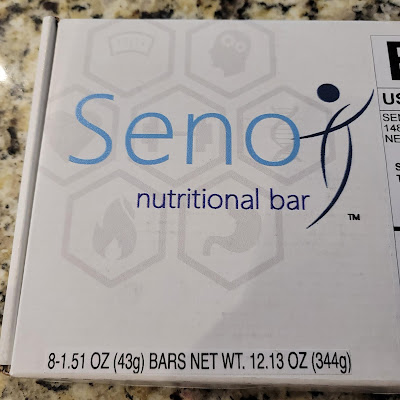 Seno
nutritional bar
TM
8-1.51 OZ (43g) BARS NET WT. 12.13 OZ (344g)
US
SEN
148
NE